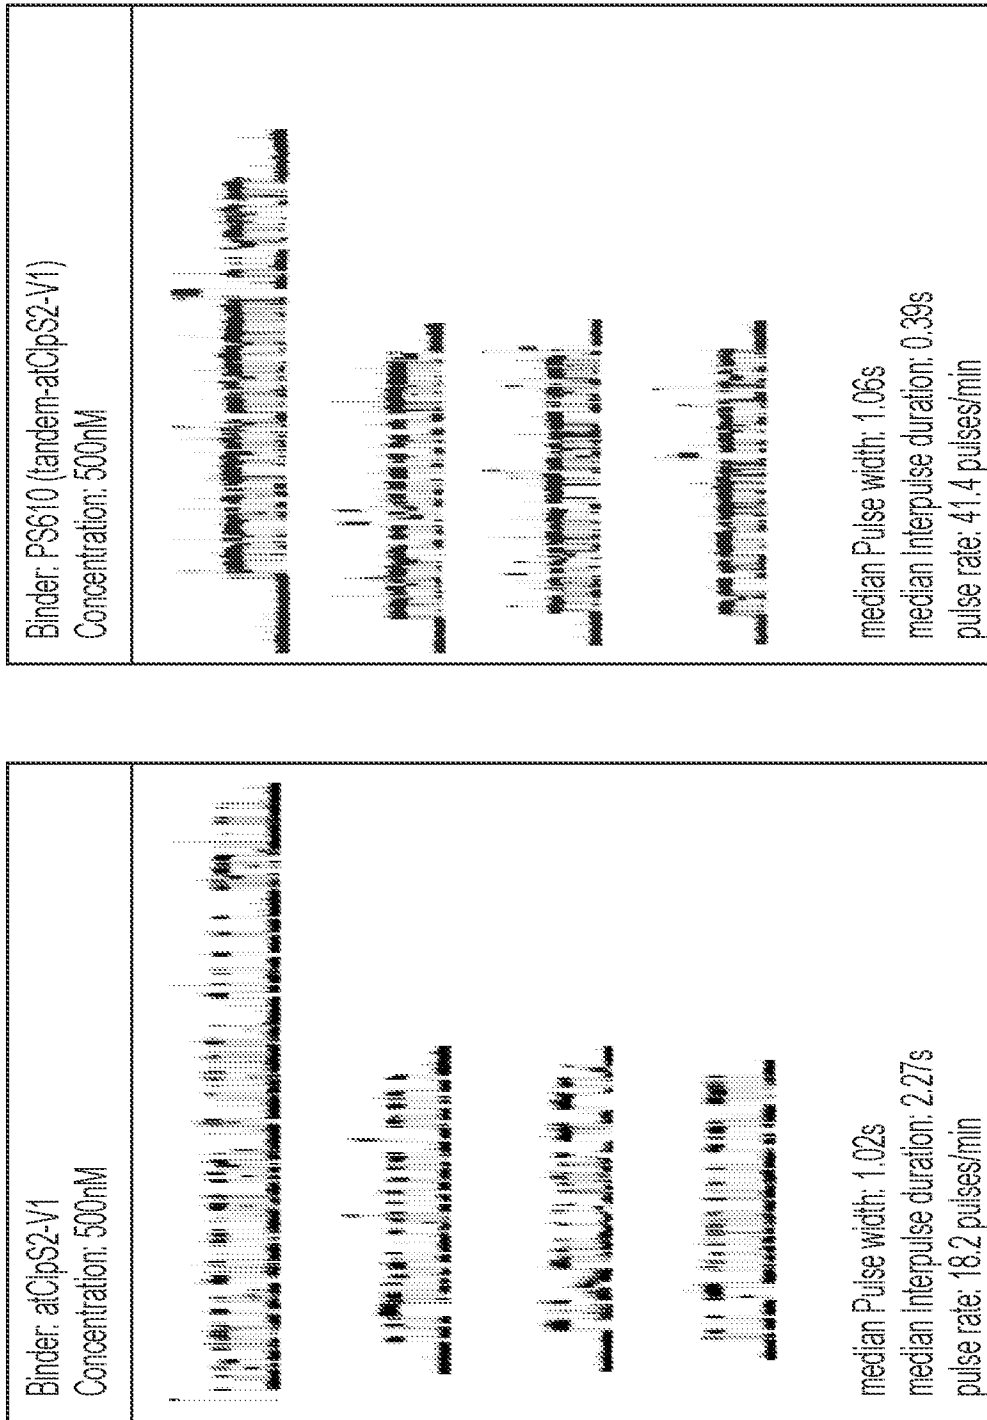 Binder: atClpS2-V1
Concentration: 500nM
median Pulse width: 1.02s
median Interpulse duration: 2.27s
pulse rate: 18.2 pulses/min
Binder: PS610 (tandem-atClpS2-V1)
Concentration: 500nM
median Pulse width: 1.06s
median Interpulse duration: 0.39s
pulse rate: 41.4 pulses/min